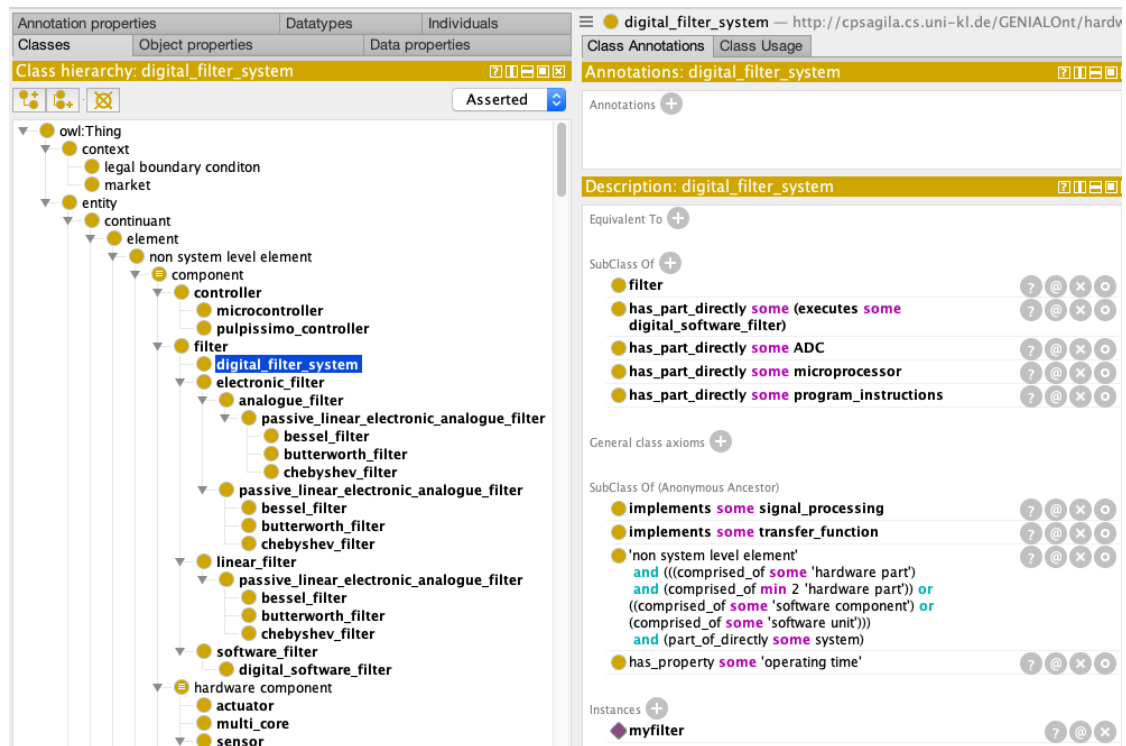 Annotation properties
Datatypes
Individuals
Classes
Object properties
Data properties
Class hierarchy: digital_filter_system
Asserted
owl:Thing
context
legal boundary conditon
market
entity
continuant
element
non system level element
component
controller
microcontroller
pulpissimo_controller
filter
digital_filter_system
electronic_filter
analogue_filter
passive_linear_electronic_analogue_filter
bessel_filter
butterworth_filter
chebyshev_filter
passive_linear_electronic_analogue_filter
bessel_filter
butterworth_filter
chebyshev_filter
linear_filter
passive_linear_electronic_analogue_filter
bessel_filter
butterworth_filter
chebyshev_filter
software_filter
digital_software_filter
hardware component
actuator
multi_core
sensor
digital_filter_system — http://cpsagila.cs.uni-kl.de/GENIALOnt/hardw
Class Annotations
Class Usage
Annotations: digital_filter_system
Annotations
Description: digital_filter_system
Equivalent To
SubClass Of
filter
has_part_directly some (executes some
digital_software_filter)
has_part_directly some ADC
has_part_directly some microprocessor
has_part_directly some program_instructions
General class axioms
SubClass Of (Anonymous Ancestor)
implements some signal_processing
implements some transfer_function
'non system level element'
and (((comprised_of some 'hardware part')
and (comprised_of min 2 'hardware part')) or
((comprised_of some 'software component') or
(comprised_of some 'software unit')))
and (part_of_directly some system)
has_property some 'operating time'
Instances
myfilter